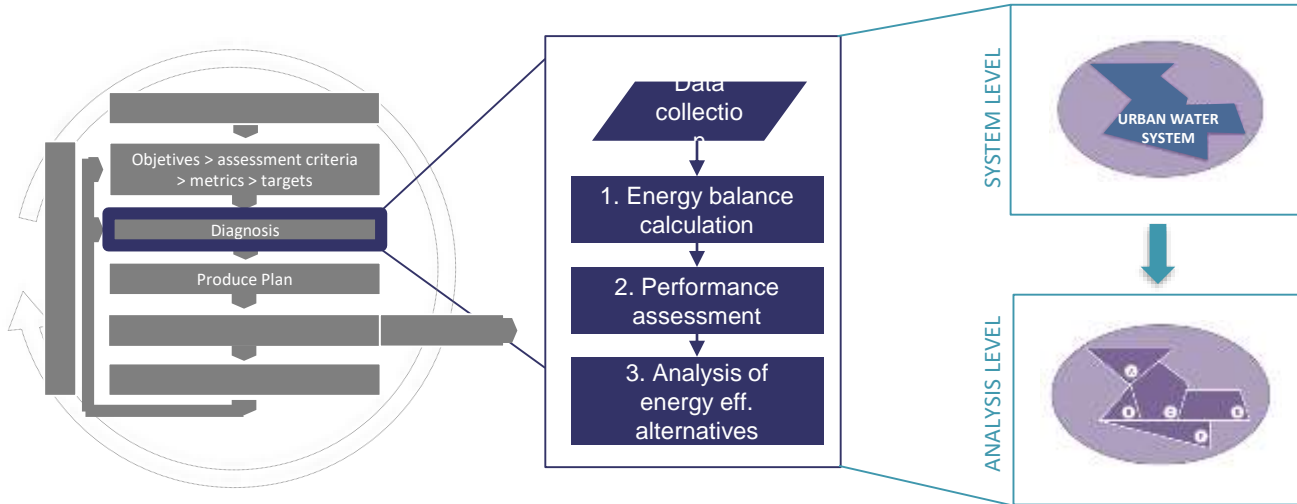 Objetives > assessment criteria
> metrics > targets
Diagnosis
Produce Plan
Data
collectio
n
1. Energy balance
calculation
2. Performance
assessment
3. Analysis of
energy eff.
alternatives
SYSTEM LEVEL
URBAN WATER
SYSTEM
ANALYSIS LEVEL
A
C
E
F